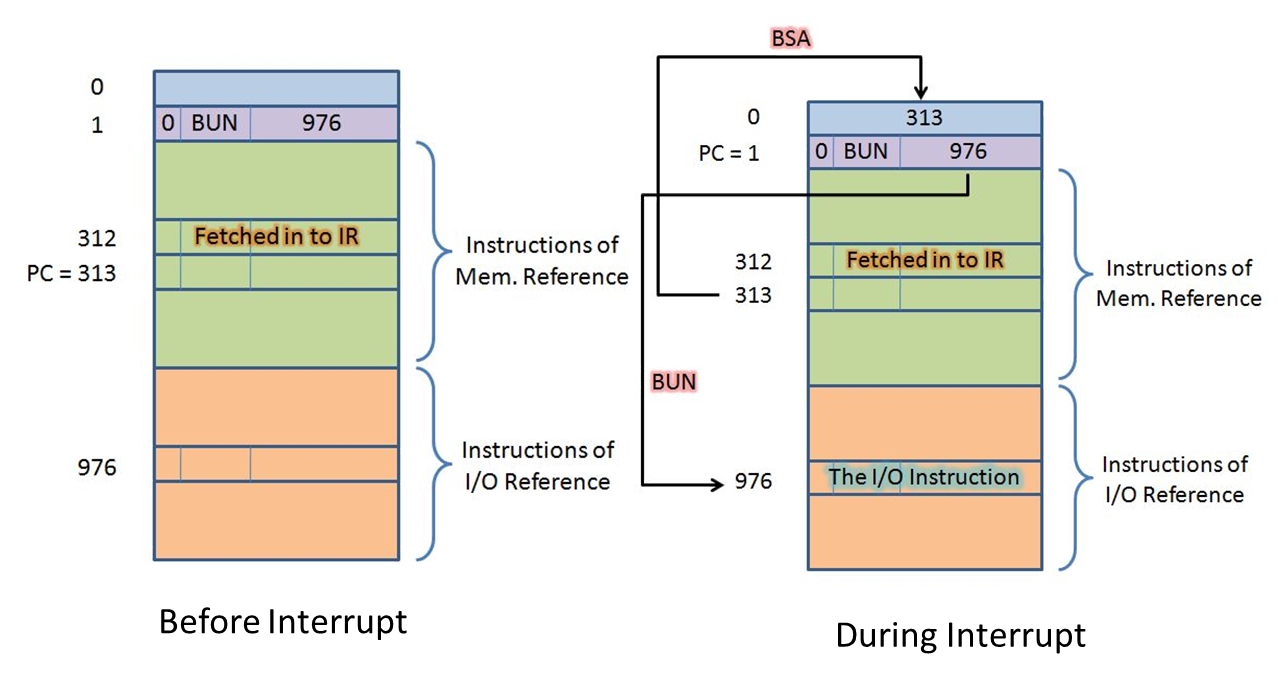 0
1
0 BUN 976
312
Fetched in to IR
PC = 313
Instructions of
Mem. Reference
976
Instructions of
I/O Reference
Before Interrupt
BSA
0
313
PC = 1
0 BUN 976
312
Fetched in to IR
313
Instructions of
Mem. Reference
BUN
976
The I/O Instruction
Instructions of
I/O Reference
During Interrupt